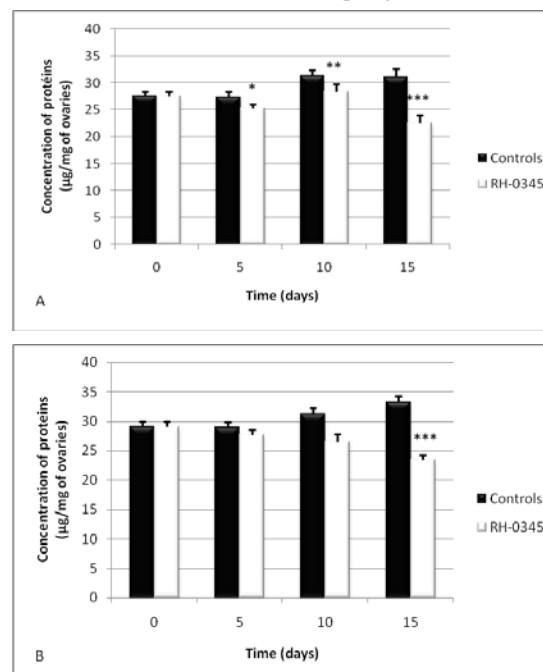 Concentration of protéins
(µg/mg of ovaries)
40
35
30
25
20
15
10
5
0
*
**
***
0 5 10 15
Time (days)
Controls
RH-0345
A
Concentration of proteins
(µg/mg of ovaries)
40
35
30
25
20
15
10
5
0
***
0 5 10 15
Time (days)
Controls
RH-0345
B